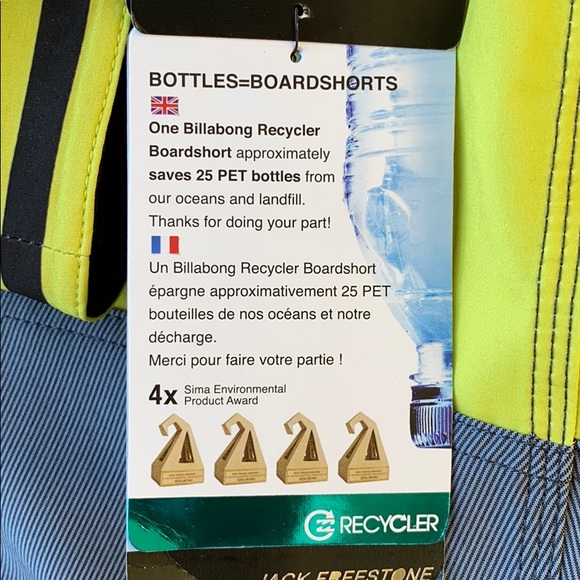 BOTTLES=BOARDSHORTS
One Billabong Recycler
Boardshort approximately
saves 25 PET bottles from
our oceans and landfill.
Thanks for doing your part!
Un Billabong Recycler Boardshort
épargne approximativement 25 PET
bouteilles de nos océans et notre
décharge.
Merci pour faire votre partie !
4x Sima Environmental
Product Award
RECYCLER
JACK FREESTONE